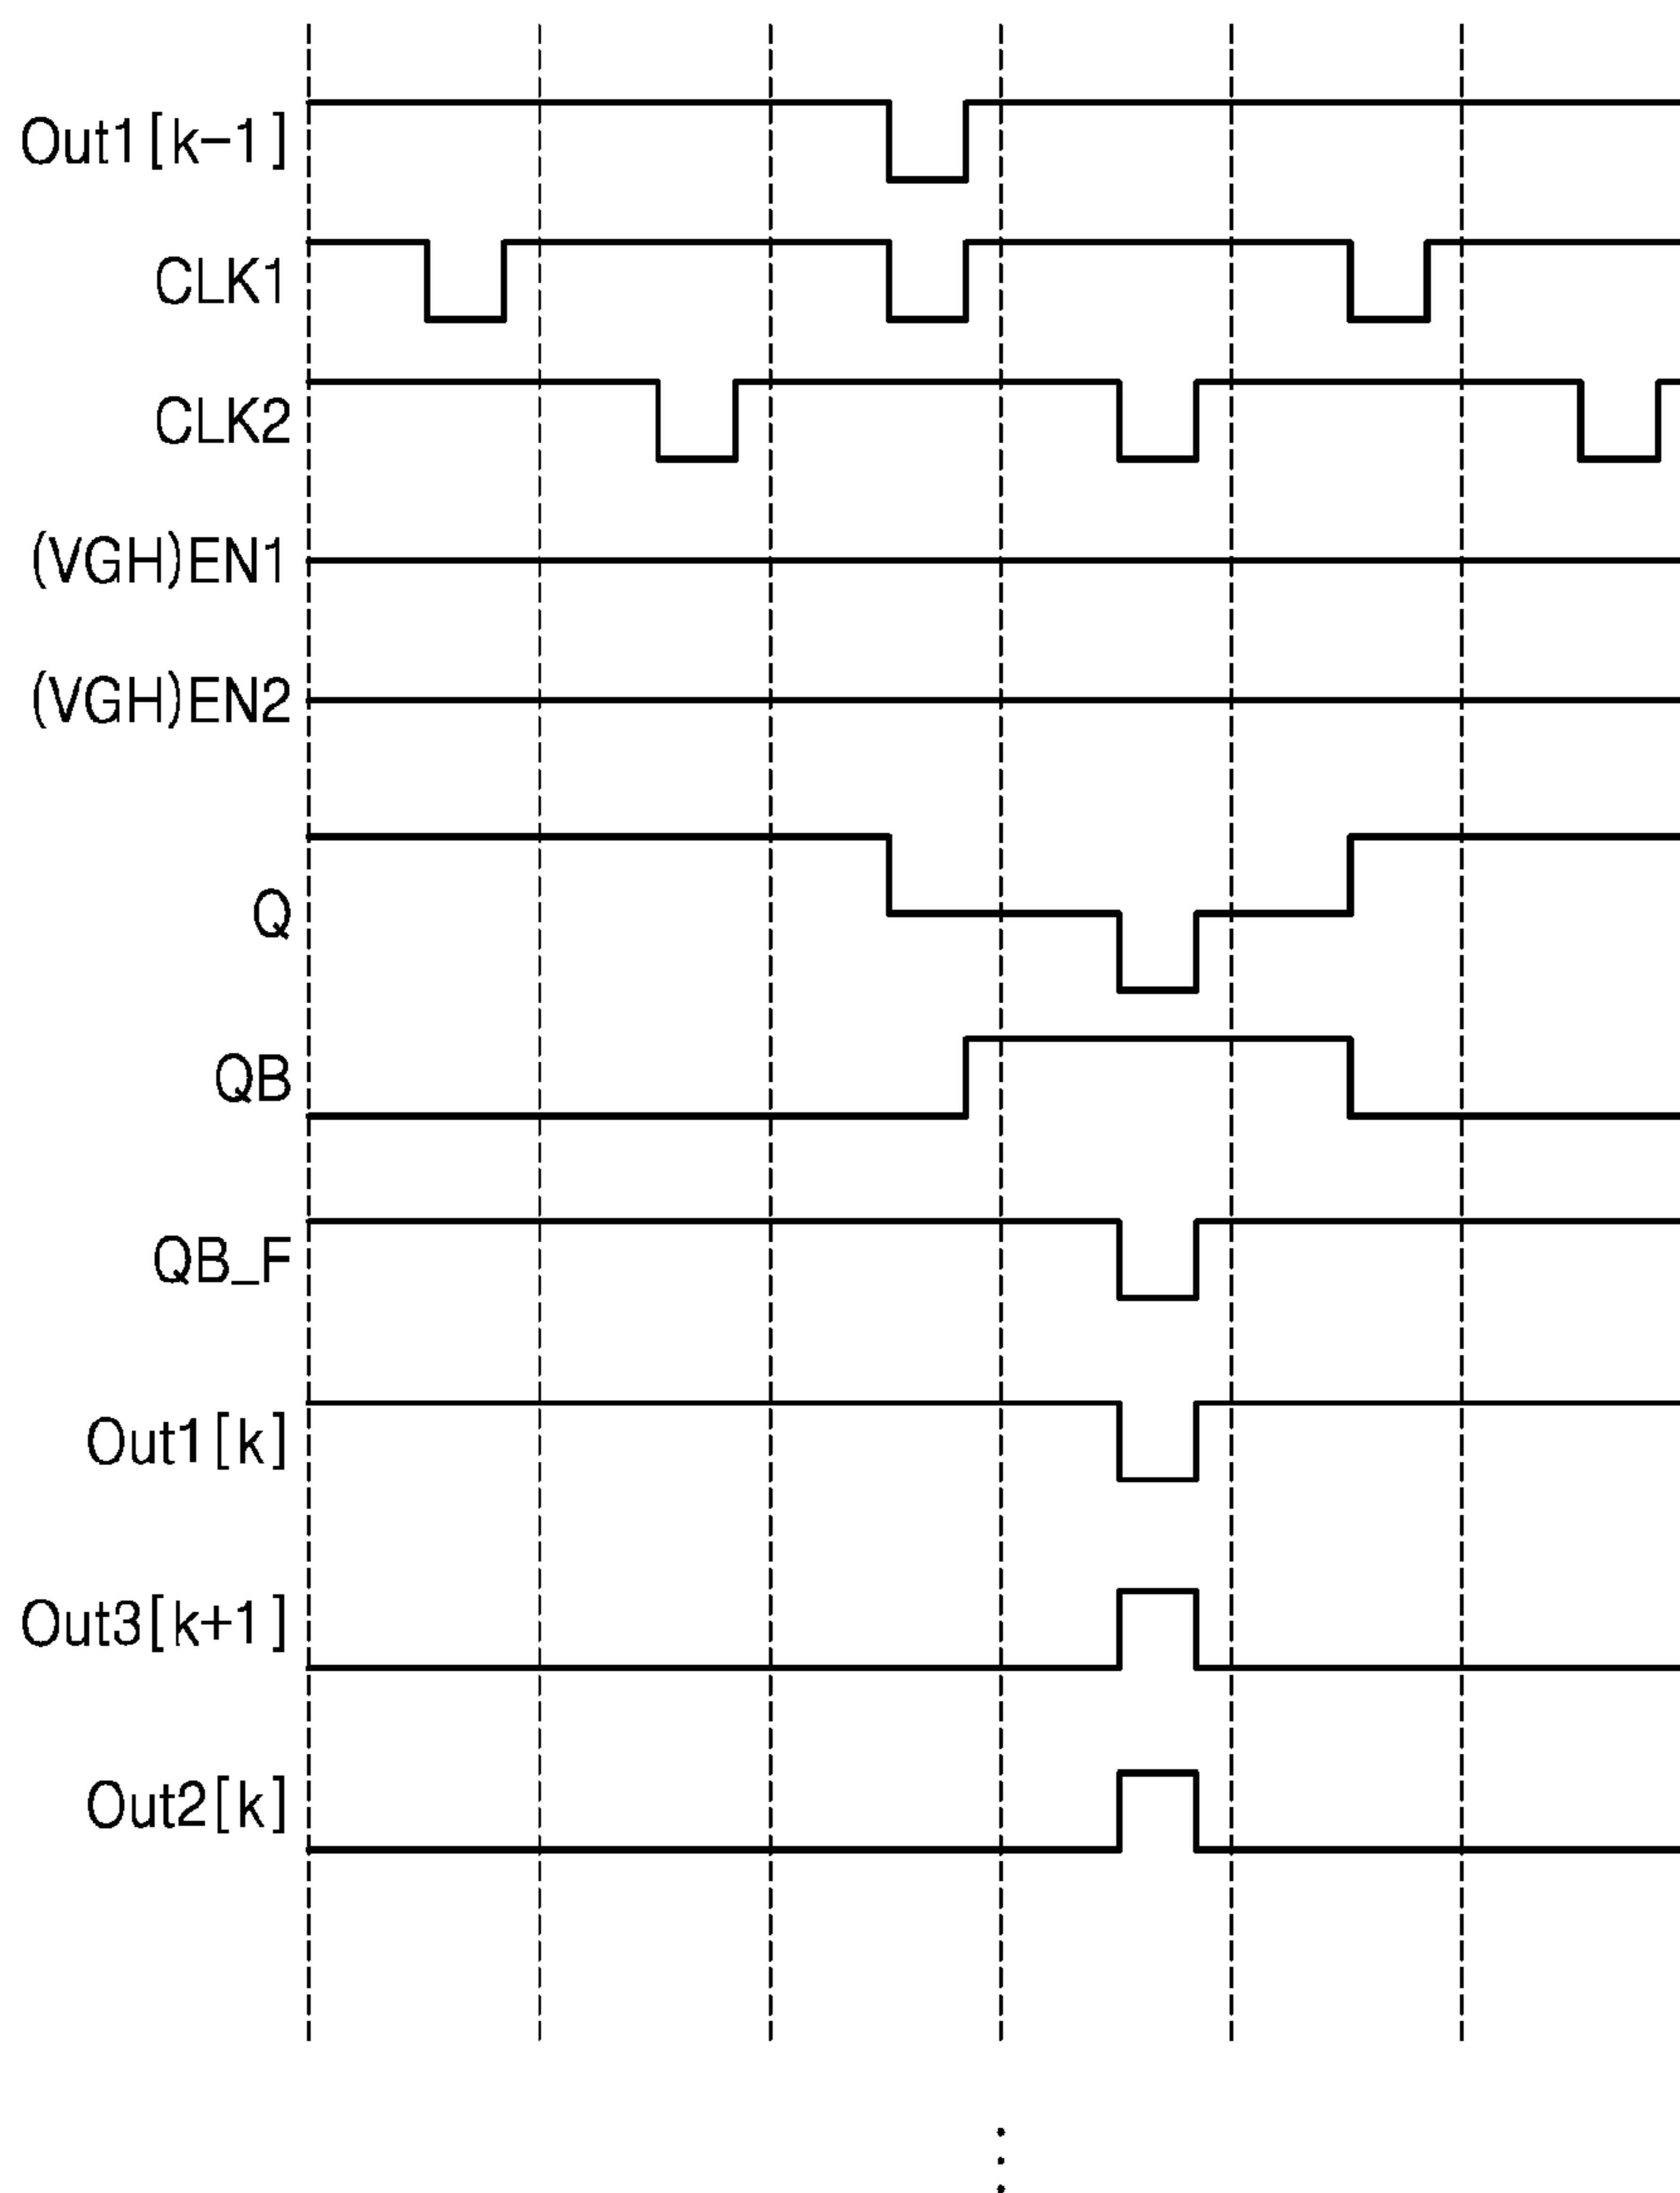 Out1[k-1]
CLK1
CLK2
(VGH)EN1
(VGH)EN2
Q
QB
QB_F
Out1[k]
Out3[k+1]
Out2[k]